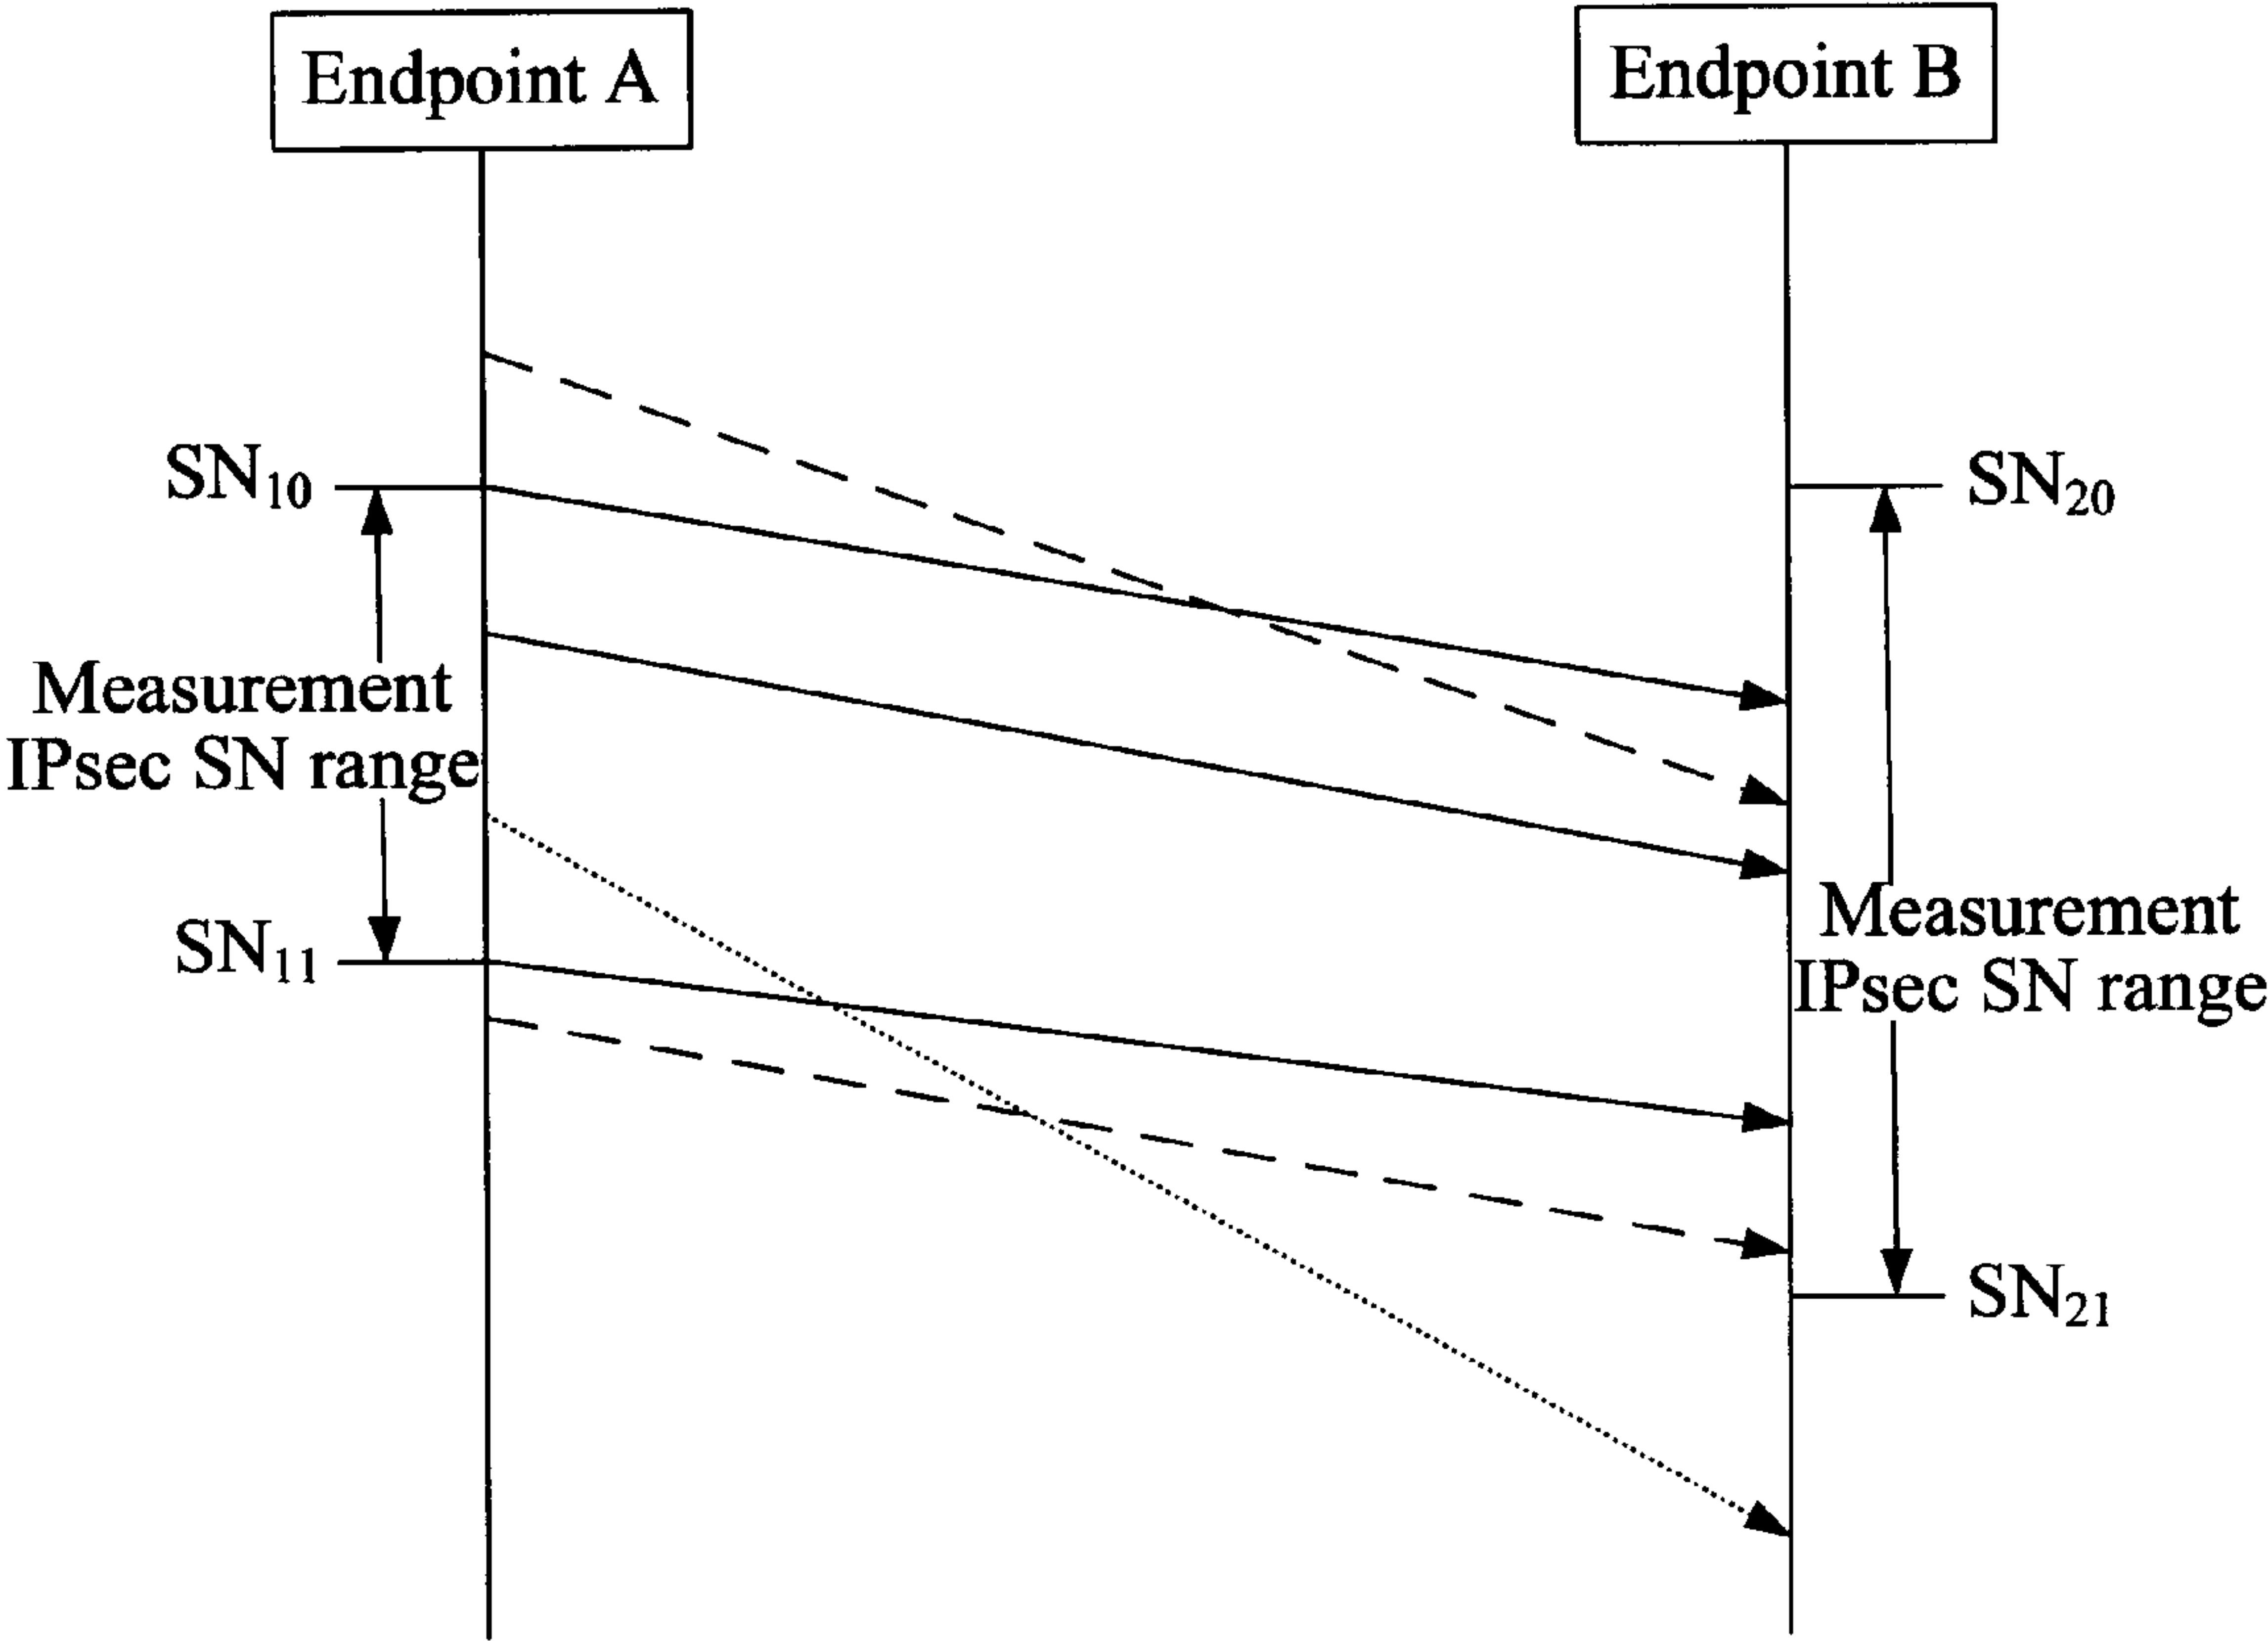 Endpoint A
Endpoint B
SN10
SN20
Measurement
IPsec SN range
SN11
Measurement
IPsec SN range
SN21